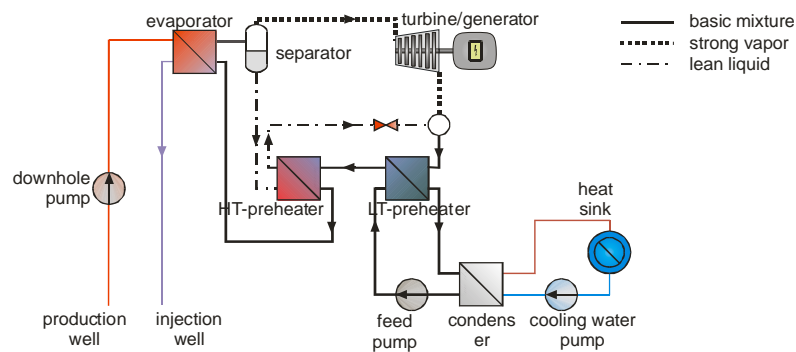 evaporator
turbine/generator
basic mixture
strong vapor
lean liquid
separator
downhole
pump
HT-preheater
LT-preheater
heat
sink
production
well
injection
well
feed
pump
condens
er
cooling water
pump